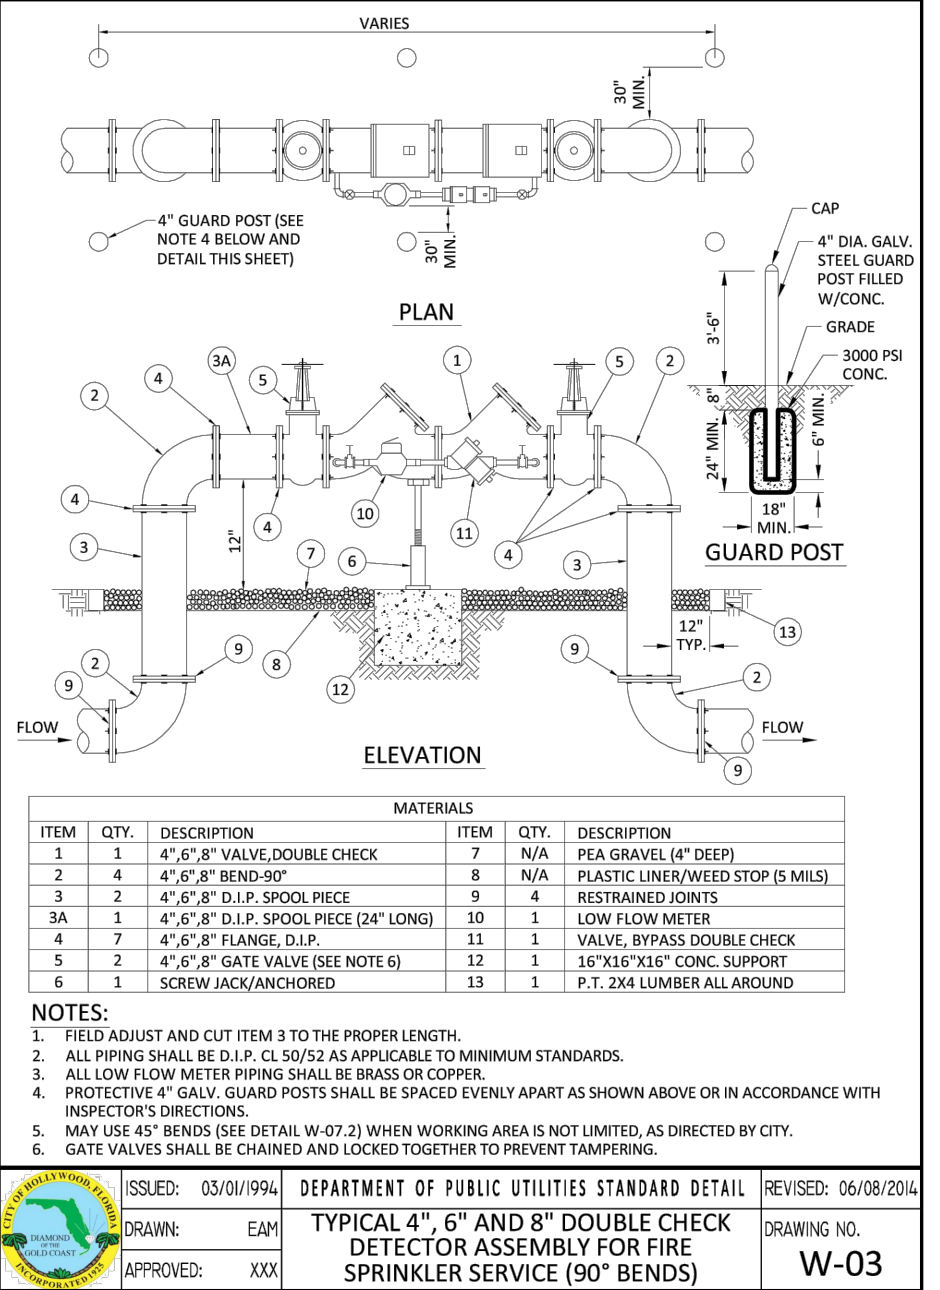 VARIES
30" MIN.
4" GUARD POST (SEE
NOTE 4 BELOW AND
DETAIL THIS SHEET)
30" MIN.
PLAN
CAP
4" DIA. GALV.
STEEL GUARD
POST FILLED
W/CONC.
GRADE
3000 PSI
CONC.
3'-6"
8"
24" MIN.
6" MIN.
18"
MIN.
GUARD POST
3A
1
5
5
2
4
2
4
3
12"
4
7
6
10
11
4
3
12"
TYP.
13
9
8
12
9
2
9
2
9
FLOW
FLOW
ELEVATION
MATERIALS
ITEM QTY. DESCRIPTION ITEM QTY. DESCRIPTION
1 1 4",6",8" VALVE,DOUBLE CHECK 7 N/A PEA GRAVEL (4" DEEP)
2 4 4",6",8" BEND-90° 8 N/A PLASTIC LINER/WEED STOP (5 MILS)
3 2 4",6",8" D.I.P. SPOOL PIECE 9 4 RESTRAINED JOINTS
3A 1 4",6",8" D.I.P. SPOOL PIECE (24" LONG) 10 1 LOW FLOW METER
4 7 4",6",8" FLANGE, D.I.P. 11 1 VALVE, BYPASS DOUBLE CHECK
5 2 4",6",8" GATE VALVE (SEE NOTE 6) 12 1 16"X16"X16" CONC. SUPPORT
6 1 SCREW JACK/ANCHORED 13 1 P.T. 2X4 LUMBER ALL AROUND
NOTES:
1. FIELD ADJUST AND CUT ITEM 3 TO THE PROPER LENGTH.
2. ALL PIPING SHALL BE D.I.P. CL 50/52 AS APPLICABLE TO MINIMUM STANDARDS.
3. ALL LOW FLOW METER PIPING SHALL BE BRASS OR COPPER.
4. PROTECTIVE 4" GALV. GUARD POSTS SHALL BE SPACED EVENLY APART AS SHOWN ABOVE OR IN ACCORDANCE WITH
INSPECTOR'S DIRECTIONS.
5. MAY USE 45° BENDS (SEE DETAIL W-07.2) WHEN WORKING AREA IS NOT LIMITED, AS DIRECTED BY CITY.
6. GATE VALVES SHALL BE CHAINED AND LOCKED TOGETHER TO PREVENT TAMPERING.
CITY OF HOLLYWOOD, FLORIDA
DIAMOND
OF THE
GOLD COAST
INCORPORATED 1925
ISSUED: 03/01/1994
DRAWN: EAM
APPROVED: XXX
DEPARTMENT OF PUBLIC UTILITIES STANDARD DETAIL
TYPICAL 4", 6" AND 8" DOUBLE CHECK
DETECTOR ASSEMBLY FOR FIRE
SPRINKLER SERVICE (90° BENDS)
REVISED: 06/08/2014
DRAWING NO.
W-03